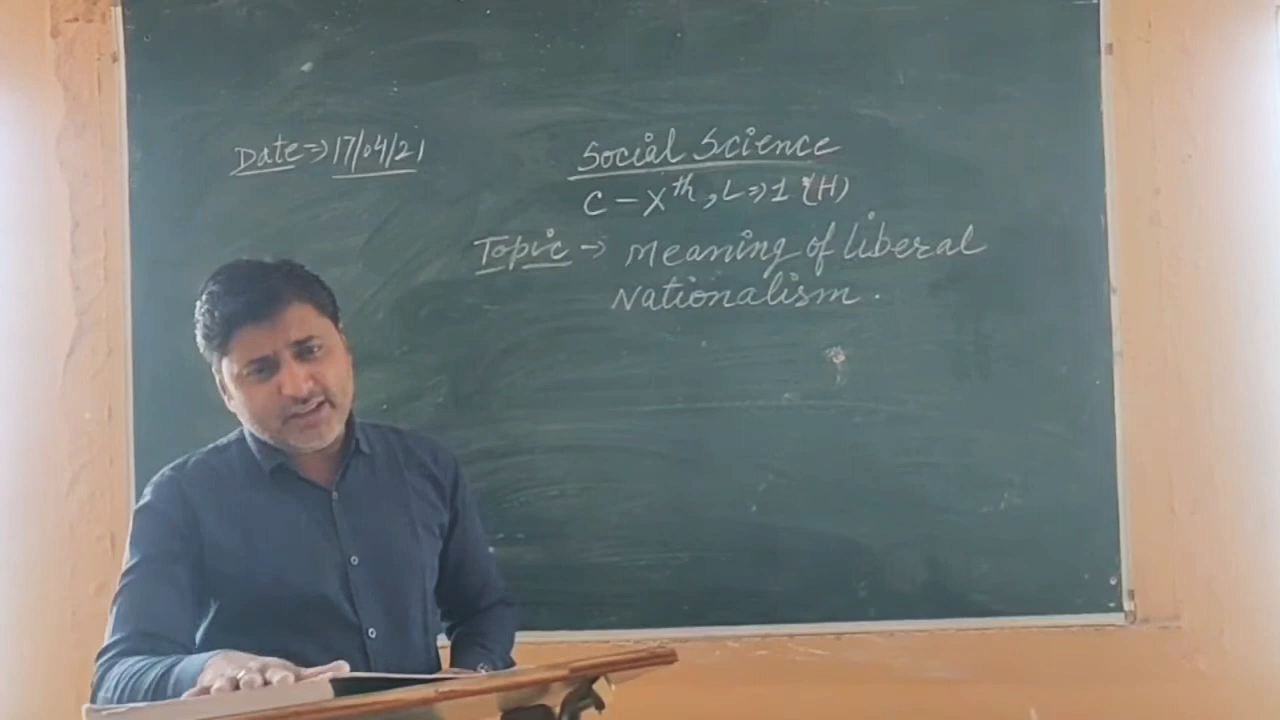 Date⇒17/04/21
Social Science
C-Xth, L⇒1 (H)
Topic → Meaning of liberal
Nationalism.